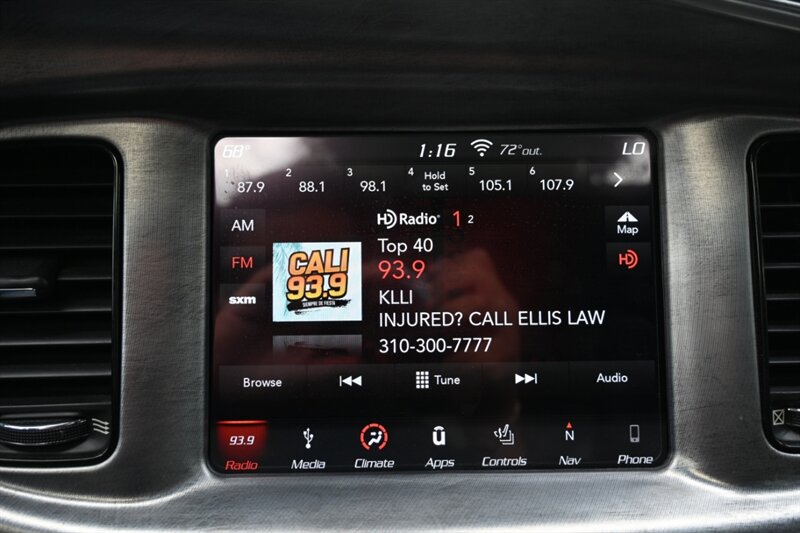 68° 1:16 72° out. LO
1 87.9 2 88.1 3 98.1 4 Hold to Set 5 105.1 6 107.9
AM HD Radio 1 2 Map
FM Top 40 HD
CALI
93.9
SIEMPRE DE FIESTA
93.9
sxm KLLI
INJURED? CALL ELLIS LAW
310-300-7777
Browse Tune Audio
93.9 N
Radio Media Climate Apps Controls Nav Phone